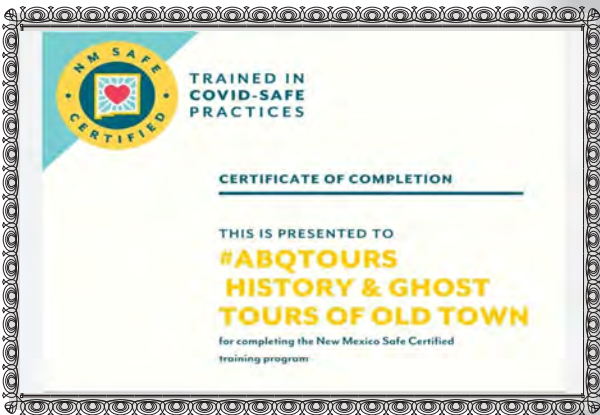 NM SAFE
CERTIFIED
TRAINED IN
COVID-SAFE
PRACTICES
CERTIFICATE OF COMPLETION
THIS IS PRESENTED TO
#ABQTOURS
HISTORY & GHOST
TOURS OF OLD TOWN
for completing the New Mexico Safe Certified
training program